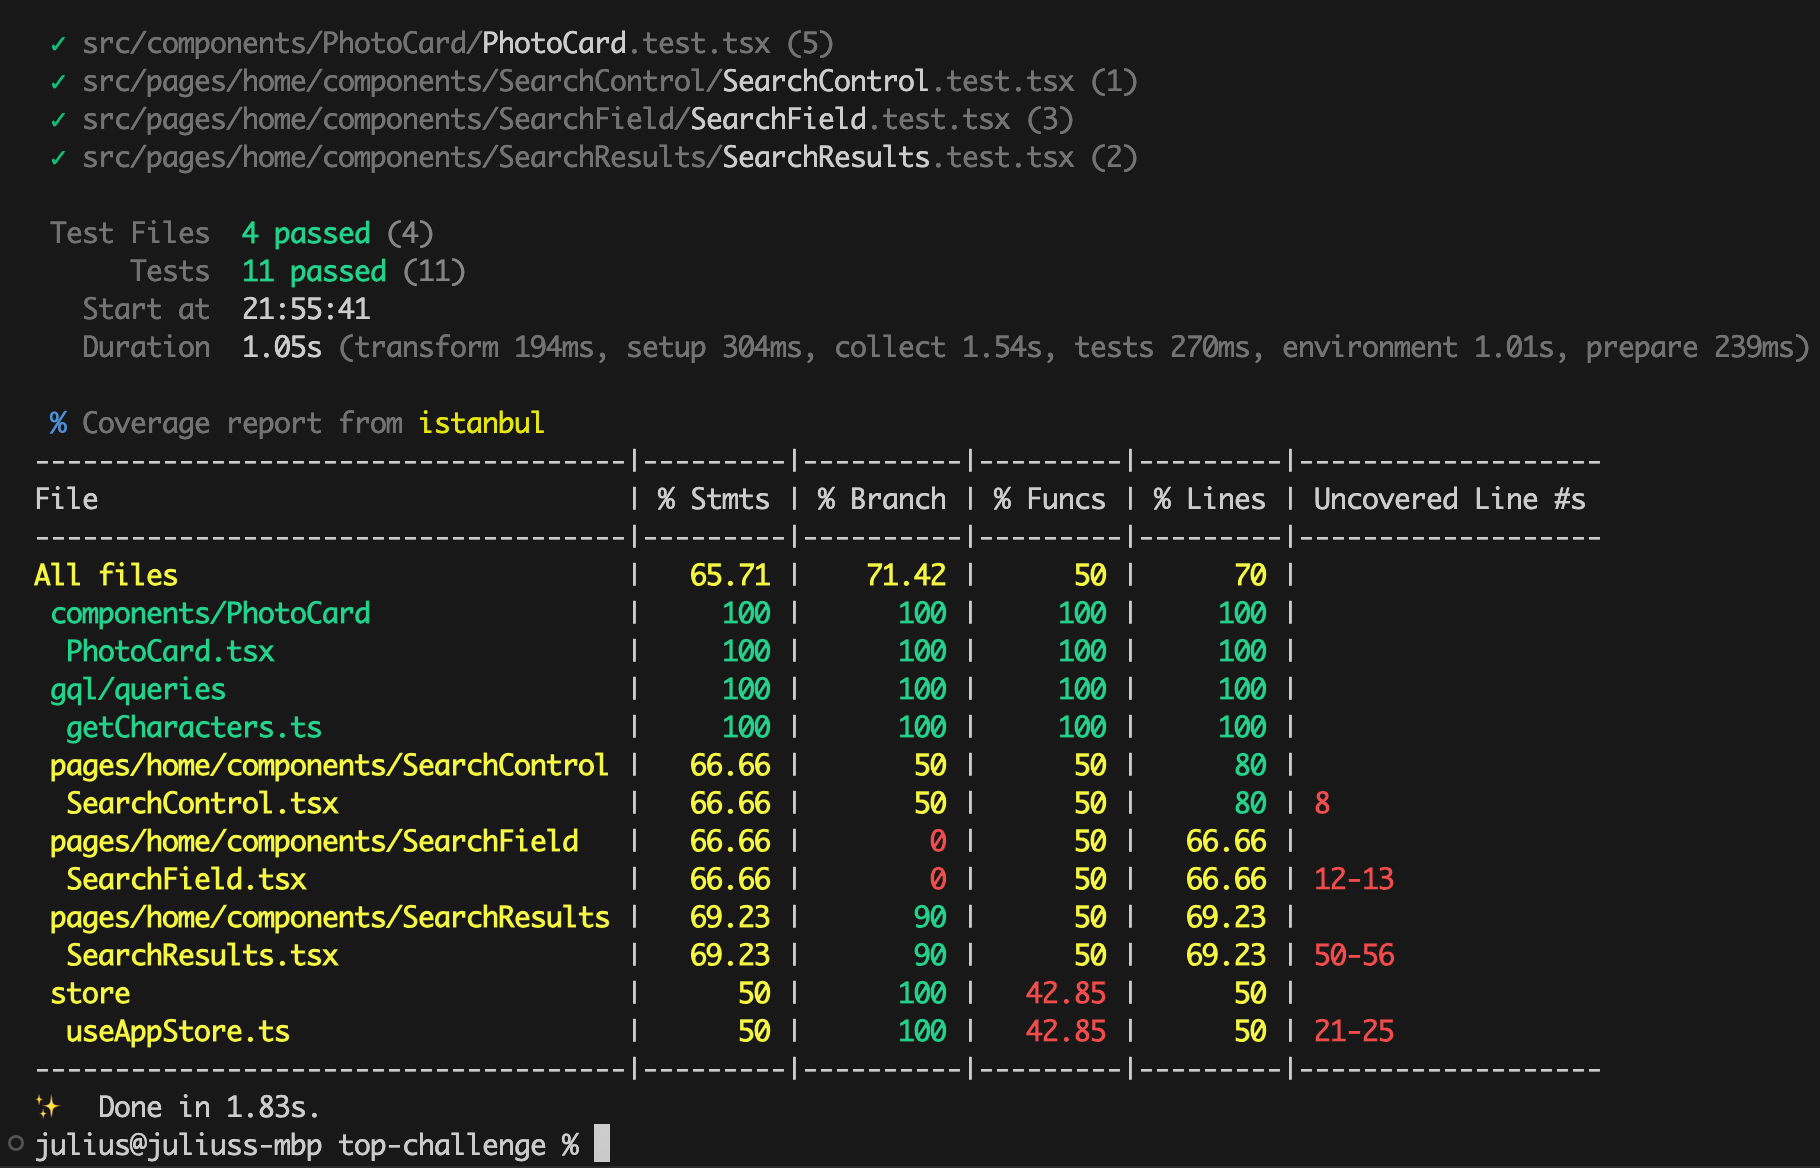 ✓ src/components/PhotoCard/PhotoCard.test.tsx (5)
✓ src/pages/home/components/SearchControl/SearchControl.test.tsx (1)
✓ src/pages/home/components/SearchField/SearchField.test.tsx (3)
✓ src/pages/home/components/SearchResults/SearchResults.test.tsx (2)
Test Files  4 passed (4)
Tests  11 passed (11)
Start at  21:55:41
Duration  1.05s (transform 194ms, setup 304ms, collect 1.54s, tests 270ms, environment 1.01s, prepare 239ms)
% Coverage report from istanbul
-------------------------------------|---------|----------|---------|---------|-------------------
File                                 | % Stmts | % Branch | % Funcs | % Lines | Uncovered Line #s
-------------------------------------|---------|----------|---------|---------|-------------------
All files                            |   65.71 |    71.42 |      50 |      70 |
 components/PhotoCard                |     100 |      100 |     100 |     100 |
  PhotoCard.tsx                      |     100 |      100 |     100 |     100 |
 gql/queries                         |     100 |      100 |     100 |     100 |
  getCharacters.ts                   |     100 |      100 |     100 |     100 |
 pages/home/components/SearchControl |   66.66 |       50 |      50 |      80 |
  SearchControl.tsx                  |   66.66 |       50 |      50 |      80 | 8
 pages/home/components/SearchField   |   66.66 |        0 |      50 |   66.66 |
  SearchField.tsx                    |   66.66 |        0 |      50 |   66.66 | 12-13
 pages/home/components/SearchResults |   69.23 |       90 |      50 |   69.23 |
  SearchResults.tsx                  |   69.23 |       90 |      50 |   69.23 | 50-56
 store                               |      50 |      100 |   42.85 |      50 |
  useAppStore.ts                     |      50 |      100 |   42.85 |      50 | 21-25
-------------------------------------|---------|----------|---------|---------|-------------------
✨  Done in 1.83s.
julius@juliuss-mbp top-challenge %